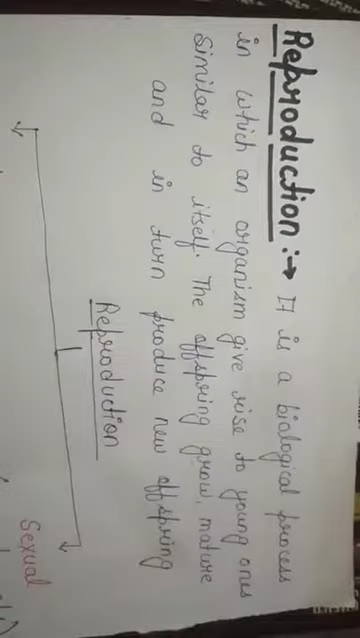 Reproduction :→ It is a biological process
in which an organism give rise to young ones
similar to itself. The offspring grow, mature
and in turn produce new offspring
Reproduction
Sexual